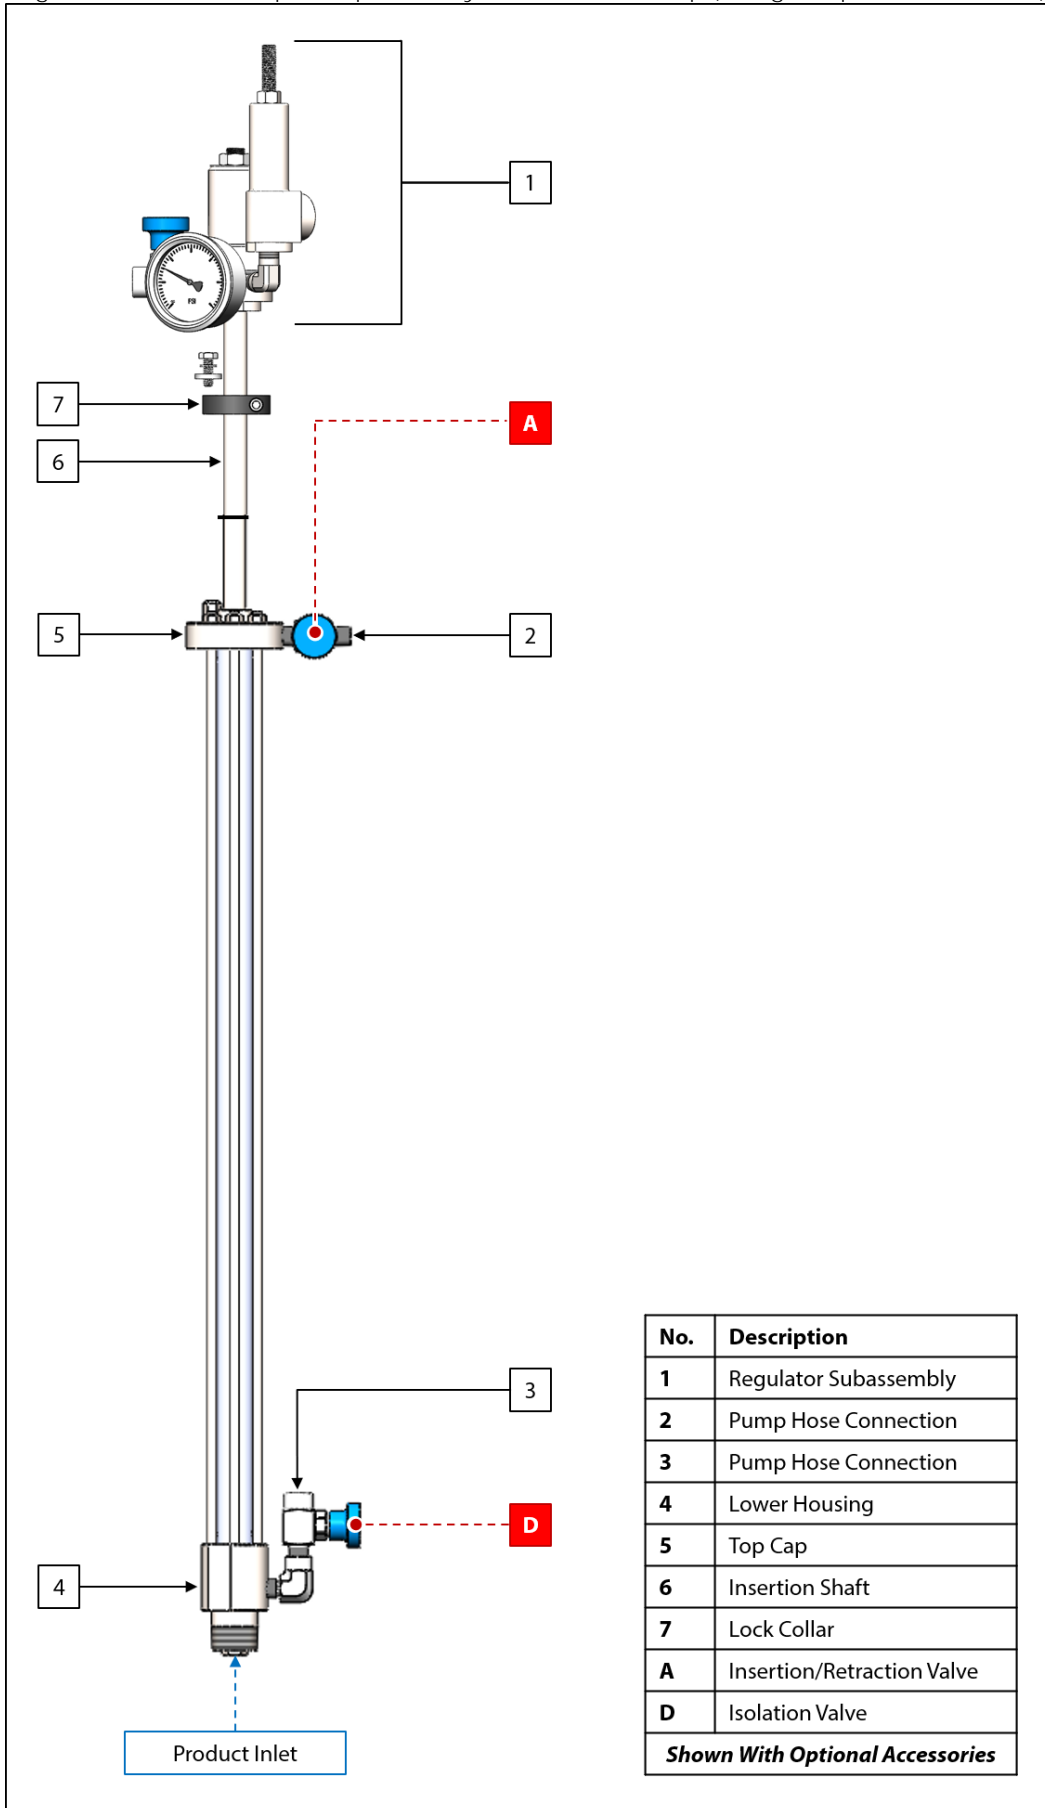 1
PSI
7
A
6
5
2
3
D
4
Product Inlet
No. Description
1 Regulator Subassembly
2 Pump Hose Connection
3 Pump Hose Connection
4 Lower Housing
5 Top Cap
6 Insertion Shaft
7 Lock Collar
A Insertion/Retraction Valve
D Isolation Valve
Shown With Optional Accessories